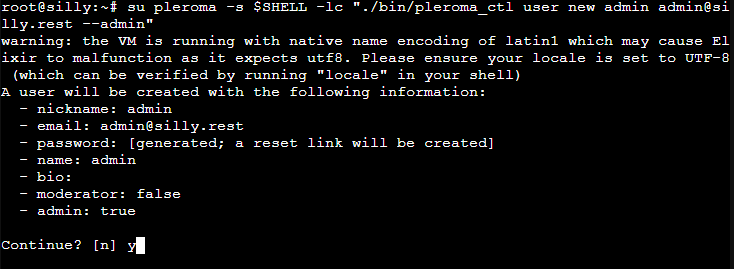 root@silly:~# su pleroma -s $SHELL -lc "./bin/pleroma_ctl user new admin admin@si
lly.rest --admin"
warning: the VM is running with native name encoding of latin1 which may cause El
ixir to malfunction as it expects utf8. Please ensure your locale is set to UTF-8
 (which can be verified by running "locale" in your shell)
A user will be created with the following information:
  - nickname: admin
  - email: admin@silly.rest
  - password: [generated; a reset link will be created]
  - name: admin
  - bio:
  - moderator: false
  - admin: true
Continue? [n] y